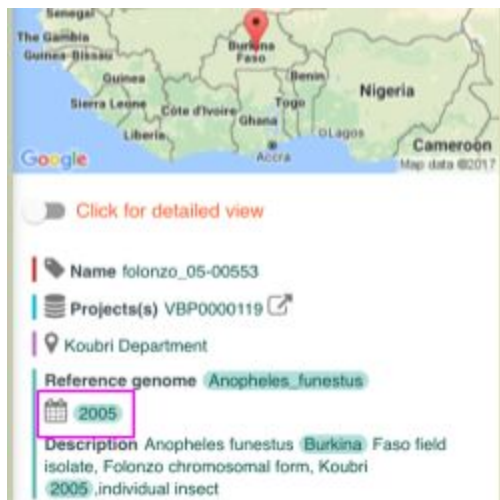 Senegal
The Gambia
Guinea-Bissau
Burkina
Faso
Guinea
Benin
Nigeria
Sierra Leone
Côte d'Ivoire
Togo
Ghana
Liberia
Lagos
Accra
Cameroon
Google
Map data ©2017
Click for detailed view
Name folonzo_05-00553
Projects(s) VBP0000119
Koubri Department
Reference genome Anopheles_funestus
2005
Description Anopheles funestus Burkina Faso field
isolate, Folonzo chromosomal form, Koubri
2005 ,individual insect